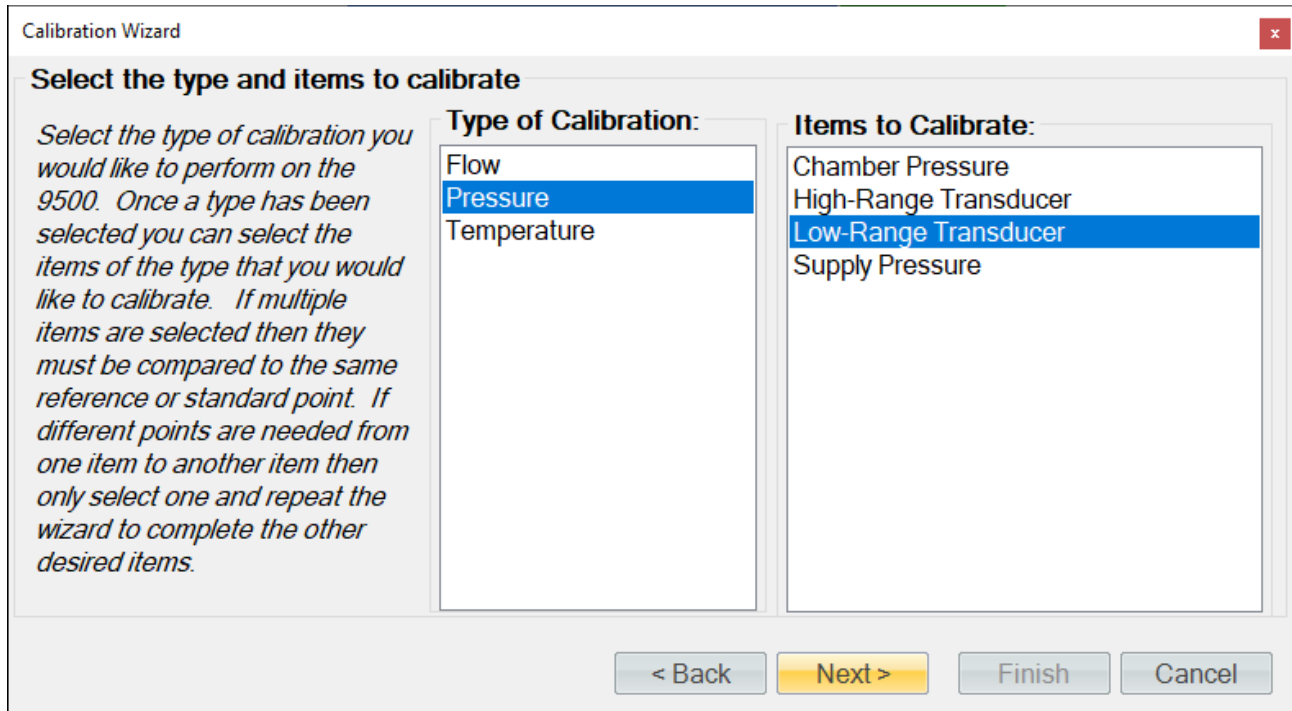 Calibration Wizard
x
Select the type and items to calibrate
Select the type of calibration you
would like to perform on the
9500.  Once a type has been
selected you can select the
items of the type that you would
like to calibrate.   If multiple
items are selected then they
must be compared to the same
reference or standard point.  If
different points are needed from
one item to another item then
only select one and repeat the
wizard to complete the other
desired items.
Type of Calibration:
Flow
Pressure
Temperature
Items to Calibrate:
Chamber Pressure
High-Range Transducer
Low-Range Transducer
Supply Pressure
< Back
Next >
Finish
Cancel